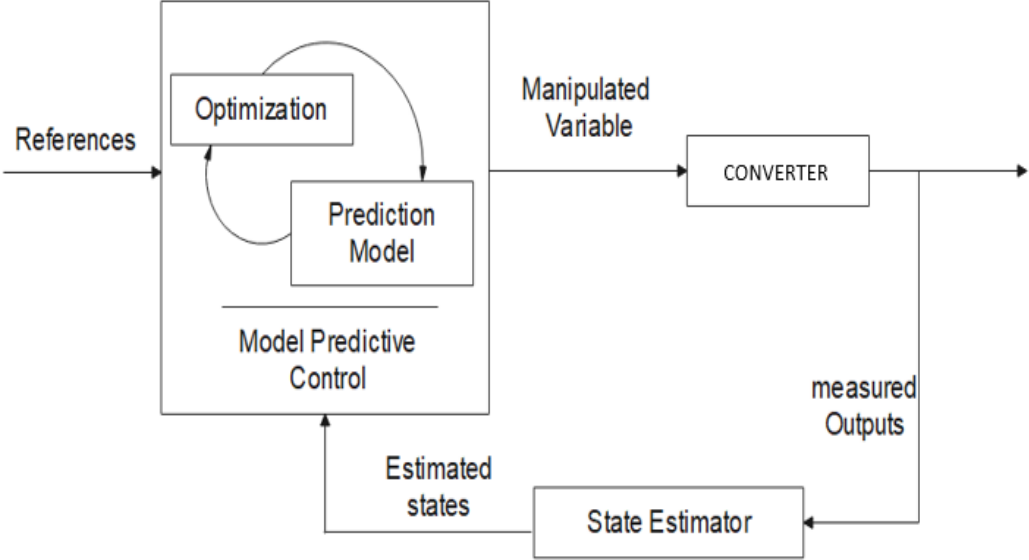 References
Optimization
Prediction
Model
Model Predictive
Control
Manipulated
Variable
CONVERTER
measured
Outputs
State Estimator
Estimated
states